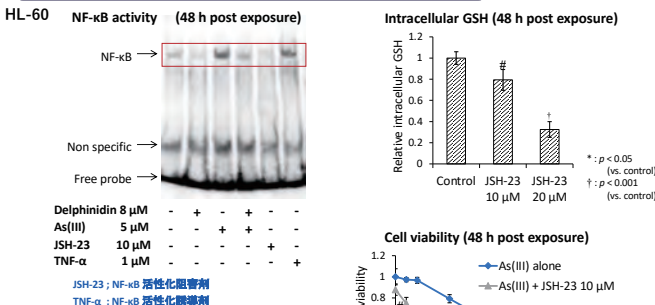 HL-60
NF-κB activity (48 h post exposure)
NF-κB
Non specific
Free probe
Delphinidin 8 μM - + - + - -
As(III) 5 μM - - + + - -
JSH-23 10 μM - - - - + -
TNF-α 1 μM - - - - - +
JSH-23 ; NF-κB 活性化阻害剤
TNF-α : NF-κB 活性化誘導剤
Intracellular GSH (48 h post exposure)
Relative intracellular GSH
1.2
1
0.8
0.6
0.4
0.2
0
#
†
Control JSH-23 JSH-23
10 μM 20 μM
* : p < 0.05
(vs. control)
† : p < 0.001
(vs. control)
Cell viability (48 h post exposure)
1.2
1
0.8
viability
As(III) alone
As(III) + JSH-23 10 μM